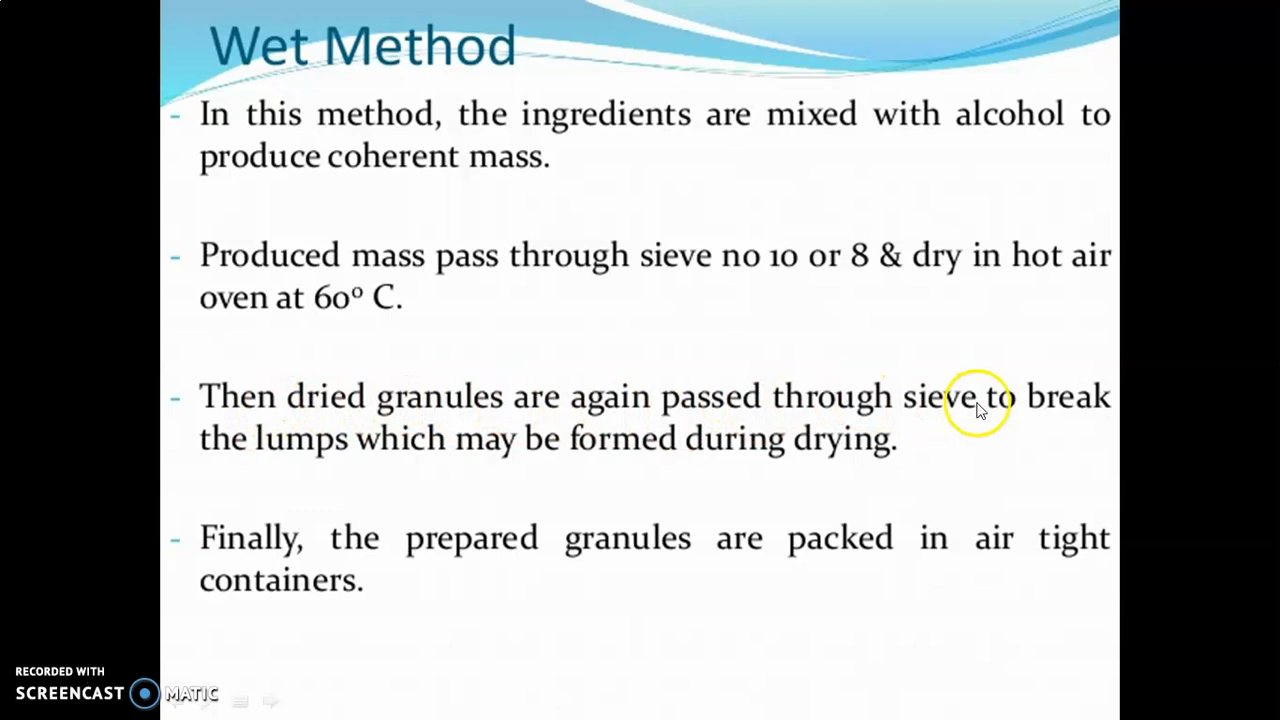 Wet Method
- In this method, the ingredients are mixed with alcohol to
produce coherent mass.
- Produced mass pass through sieve no 10 or 8 & dry in hot air
oven at 60⁰ C.
- Then dried granules are again passed through sieve to break
the lumps which may be formed during drying.
- Finally, the prepared granules are packed in air tight
containers.
RECORDED WITH
SCREENCAST MATIC